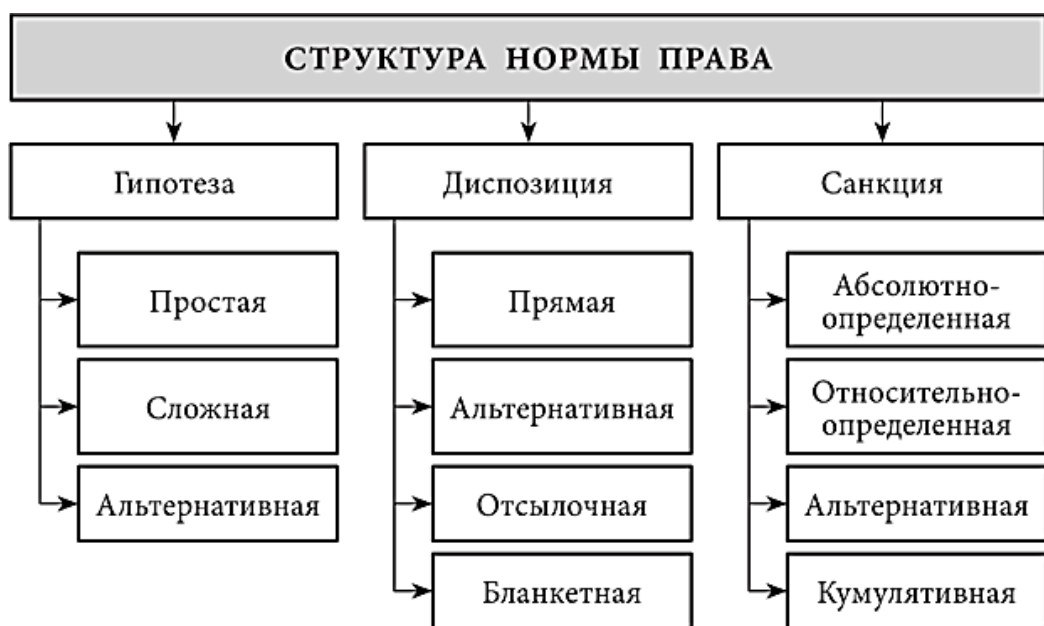 СТРУКТУРА НОРМЫ ПРАВА
Гипотеза
Простая
Сложная
Альтернативная
Диспозиция
Прямая
Альтернативная
Отсылочная
Бланкетная
Санкция
Абсолютно-
определенная
Относительно-
определенная
Альтернативная
Кумулятивная